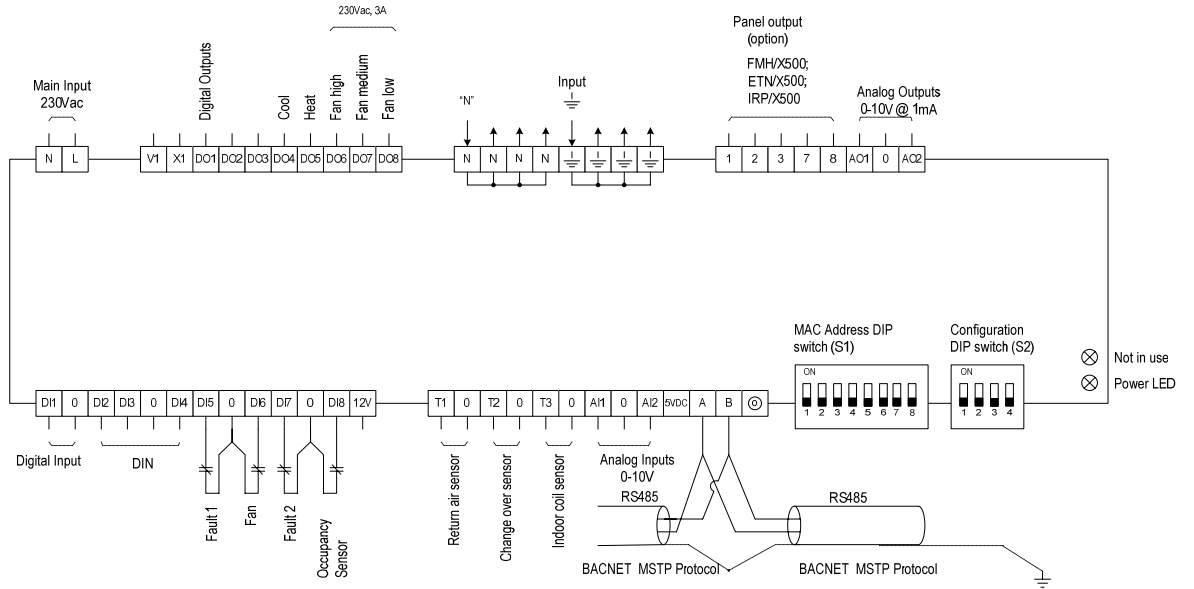 230Vac, 3A
Main Input
230Vac
Digital Outputs
Cool
Heat
Fan high
Fan medium
Fan low
"N"
Input
Panel output
(option)
FMH/X500;
ETN/X500;
IRP/X500
Analog Outputs
0-10V @ 1mA
N L
V1 X1 DO1 DO2 DO3 DO4 DO5 DO6 DO7 DO8
N N N N
1 2 3 7 8 AO1 0 AO2
MAC Address DIP
switch (S1)
ON
1 2 3 4 5 6 7 8
Configuration
DIP switch (S2)
ON
1 2 3 4
Not in use
Power LED
DI1 0 DI2 DI3 0 DI4 DI5 0 DI6 DI7 0 DI8 12V
T1 0 T2 0 T3 0 AI1 0 AI2 5VDC A B
Digital Input
DIN
Fault 1
Fan
Fault 2
Occupancy
Sensor
Return air sensor
Change over sensor
Indoor coil sensor
Analog Inputs
0-10V
RS485
RS485
BACNET MSTP Protocol
BACNET MSTP Protocol